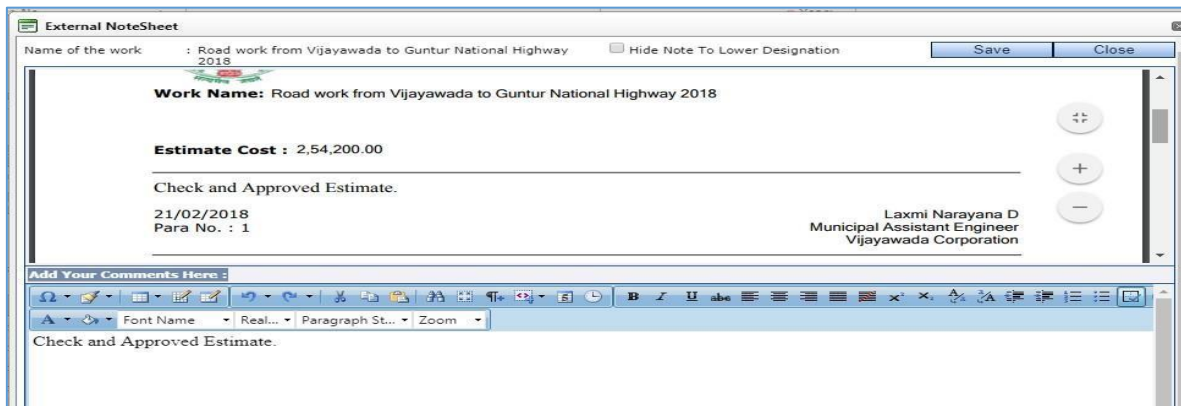 External NoteSheet
Name of the work : Road work from Vijayawada to Guntur National Highway 2018
Hide Note To Lower Designation
Save
Close
Work Name: Road work from Vijayawada to Guntur National Highway 2018
Estimate Cost : 2,54,200.00
Check and Approved Estimate.
21/02/2018
Para No. : 1
Laxmi Narayana D
Municipal Assistant Engineer
Vijayawada Corporation
Add Your Comments Here :
Font Name Real... Paragraph St... Zoom
Check and Approved Estimate.